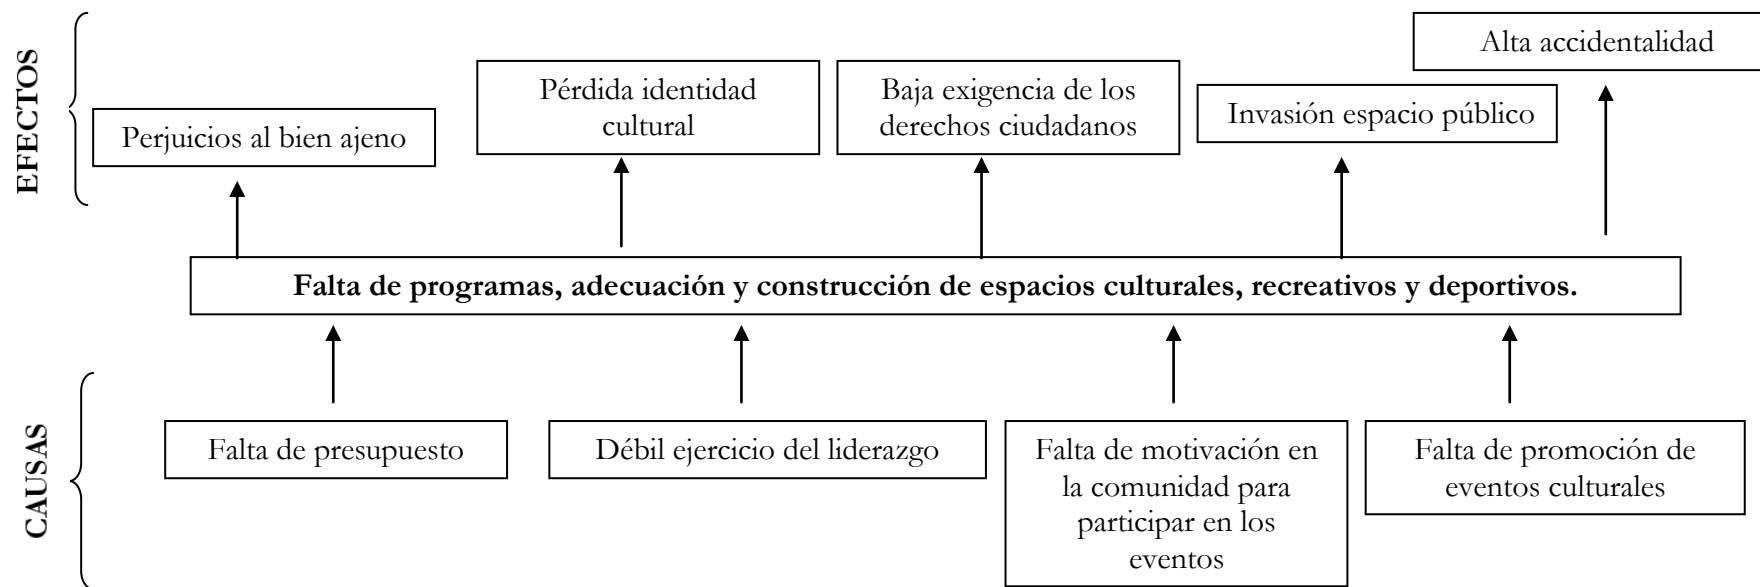 EFECTOS
Alta accidentalidad
Pérdida identidad
cultural
Baja exigencia de los
derechos ciudadanos
Invasión espacio público
Perjuicios al bien ajeno
Falta de programas, adecuación y construcción de espacios culturales, recreativos y deportivos.
CAUSAS
Falta de presupuesto
Débil ejercicio del liderazgo
Falta de motivación en
la comunidad para
participar en los
eventos
Falta de promoción de
eventos culturales